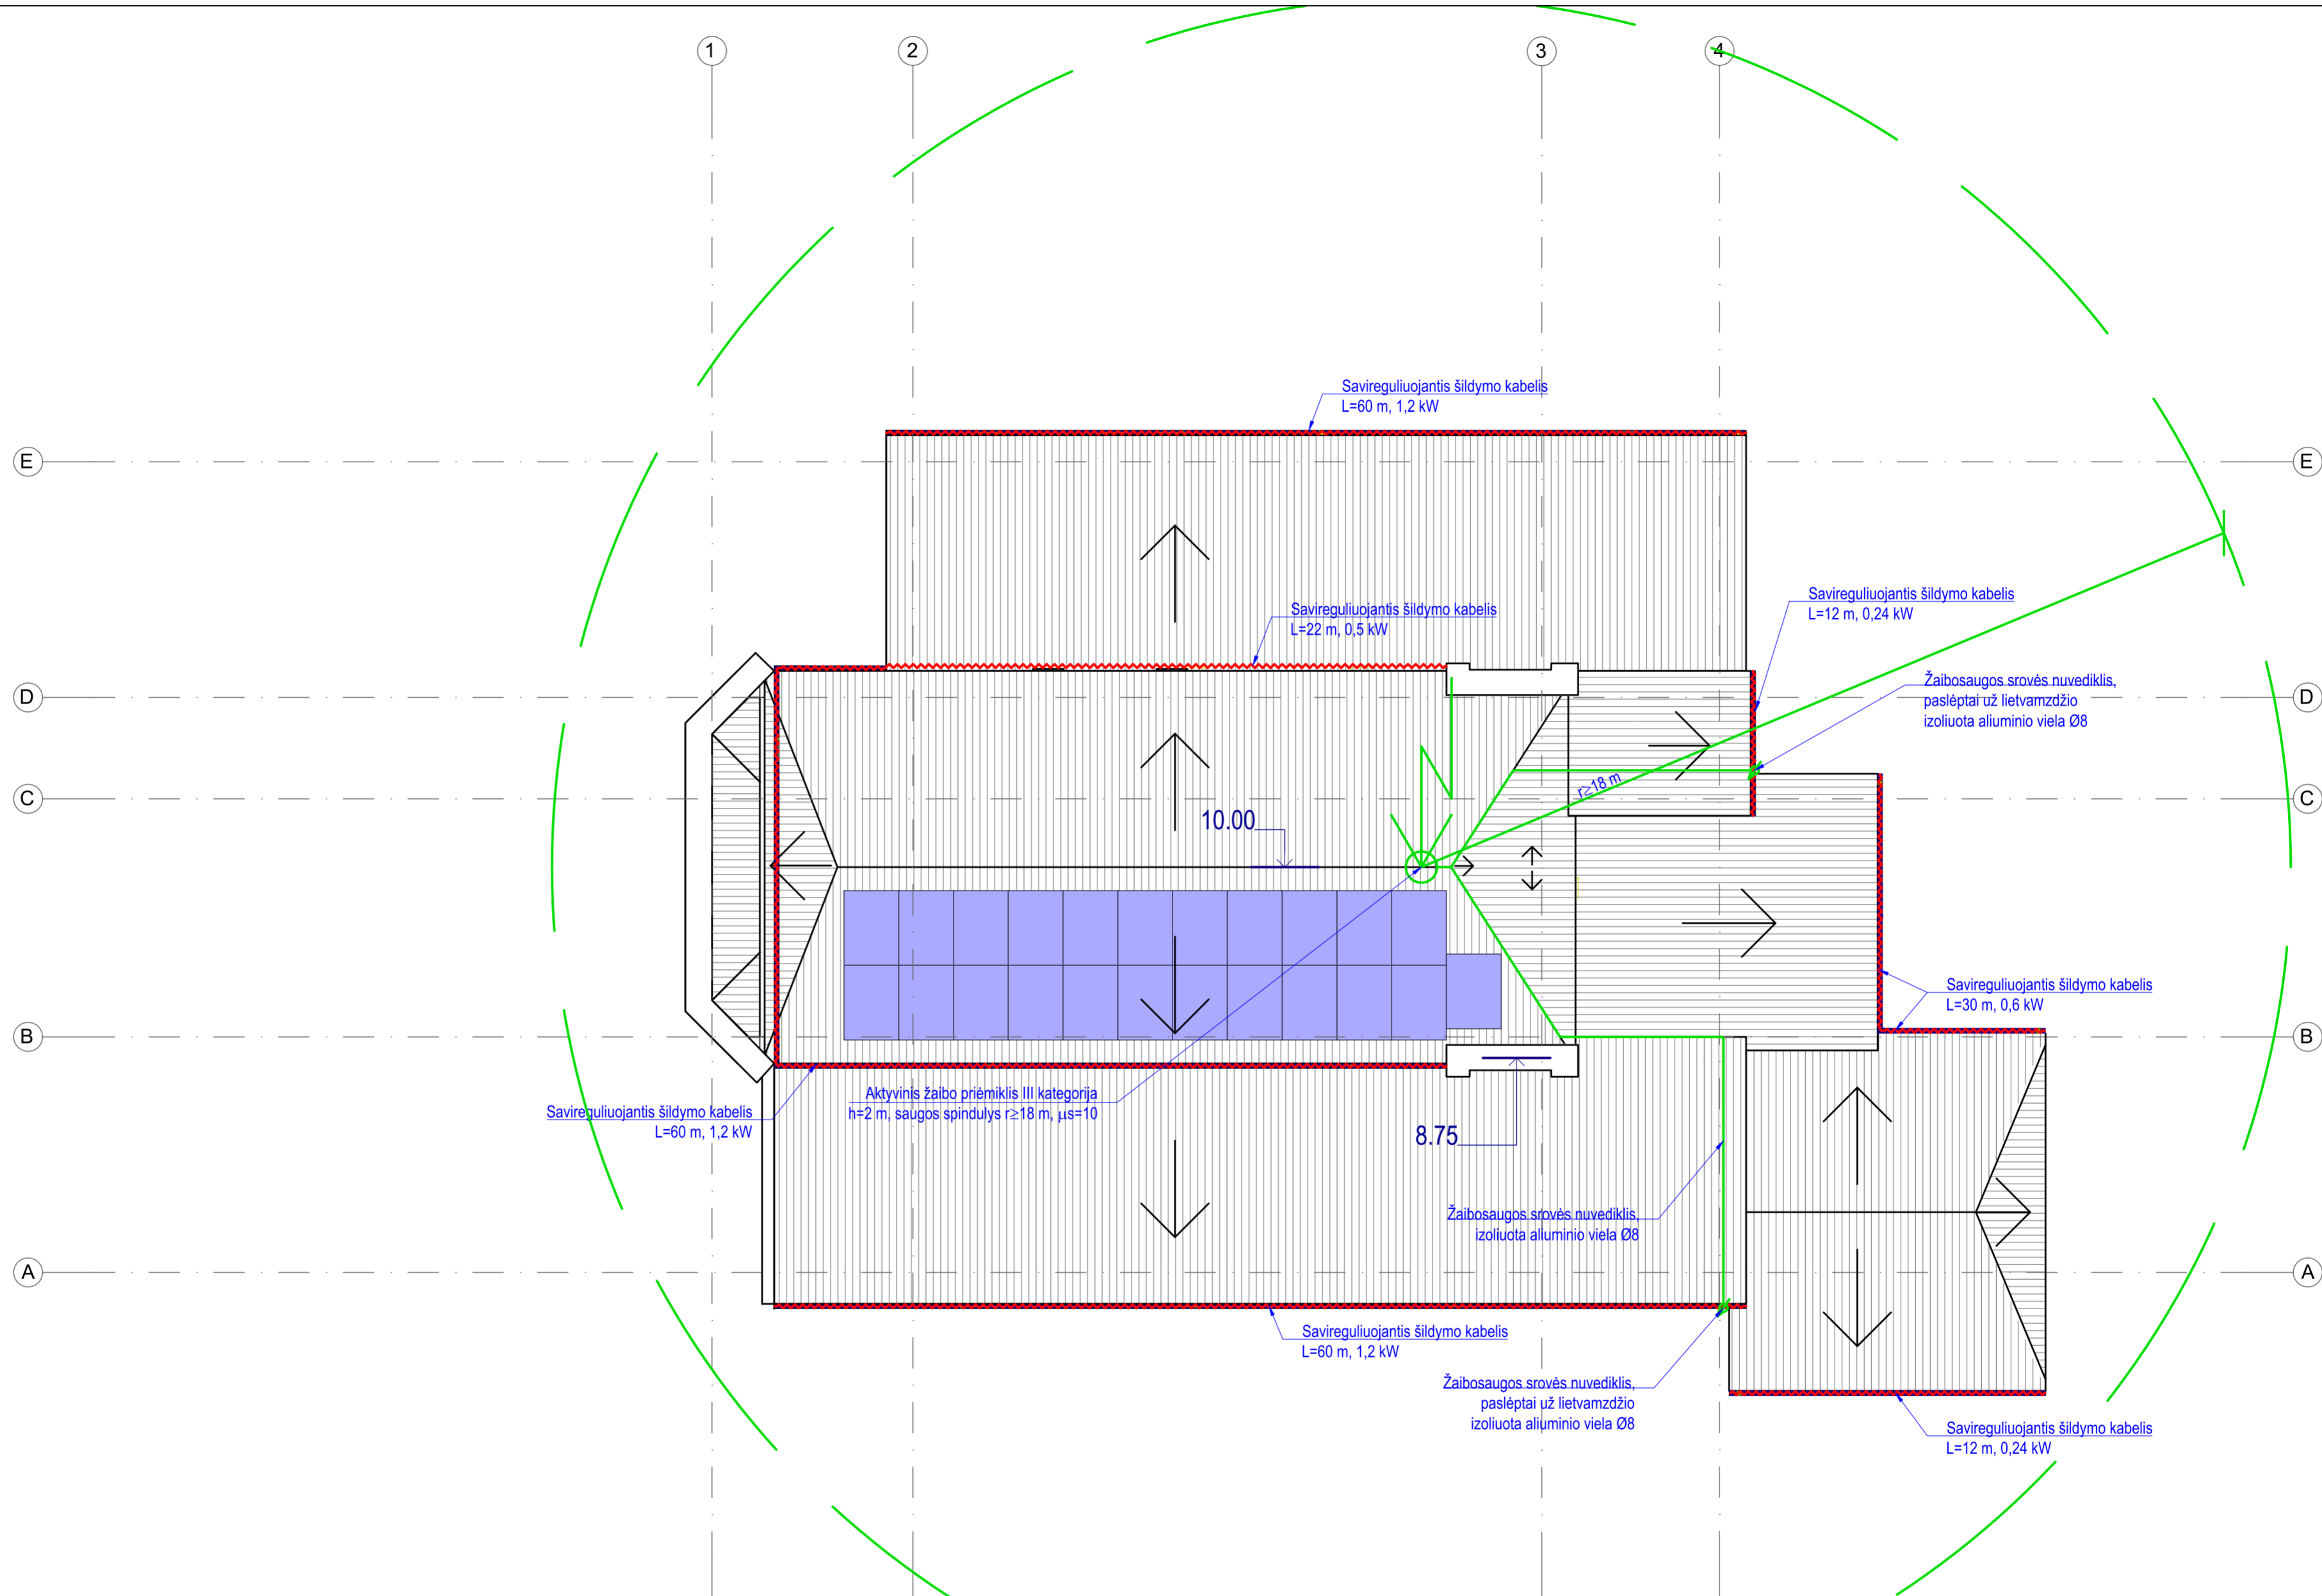 1
2
3
4
Savireguliuojantis šildymo kabelis
L=60 m, 1,2 kW
E
E
Savireguliuojantis šildymo kabelis
L=22 m, 0,5 kW
Savireguliuojantis šildymo kabelis
L=12 m, 0,24 kW
Žaibosaugos srovės nuvediklis,
paslėptai už lietvamzdžio
izoliuota aliuminio viela Ø8
D
D
r≥18 m
C
C
10.00
Savireguliuojantis šildymo kabelis
L=30 m, 0,6 kW
B
B
Aktyvinis žaibo priėmiklis III kategorija
h=2 m, saugos spindulys r≥18 m, µs=10
Savireguliuojantis šildymo kabelis
L=60 m, 1,2 kW
8.75
Žaibosaugos srovės nuvediklis,
izoliuota aliuminio viela Ø8
A
A
Savireguliuojantis šildymo kabelis
L=60 m, 1,2 kW
Žaibosaugos srovės nuvediklis,
paslėptai už lietvamzdžio
izoliuota aliuminio viela Ø8
Savireguliuojantis šildymo kabelis
L=12 m, 0,24 kW